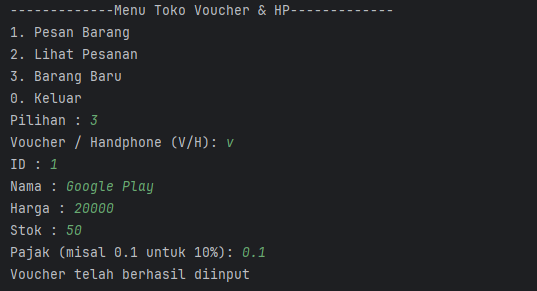 -------------Menu Toko Voucher & HP-------------
1. Pesan Barang
2. Lihat Pesanan
3. Barang Baru
0. Keluar
Pilihan : 3
Voucher / Handphone (V/H): v
ID : 1
Nama : Google Play
Harga : 20000
Stok : 50
Pajak (misal 0.1 untuk 10%): 0.1
Voucher telah berhasil diinput